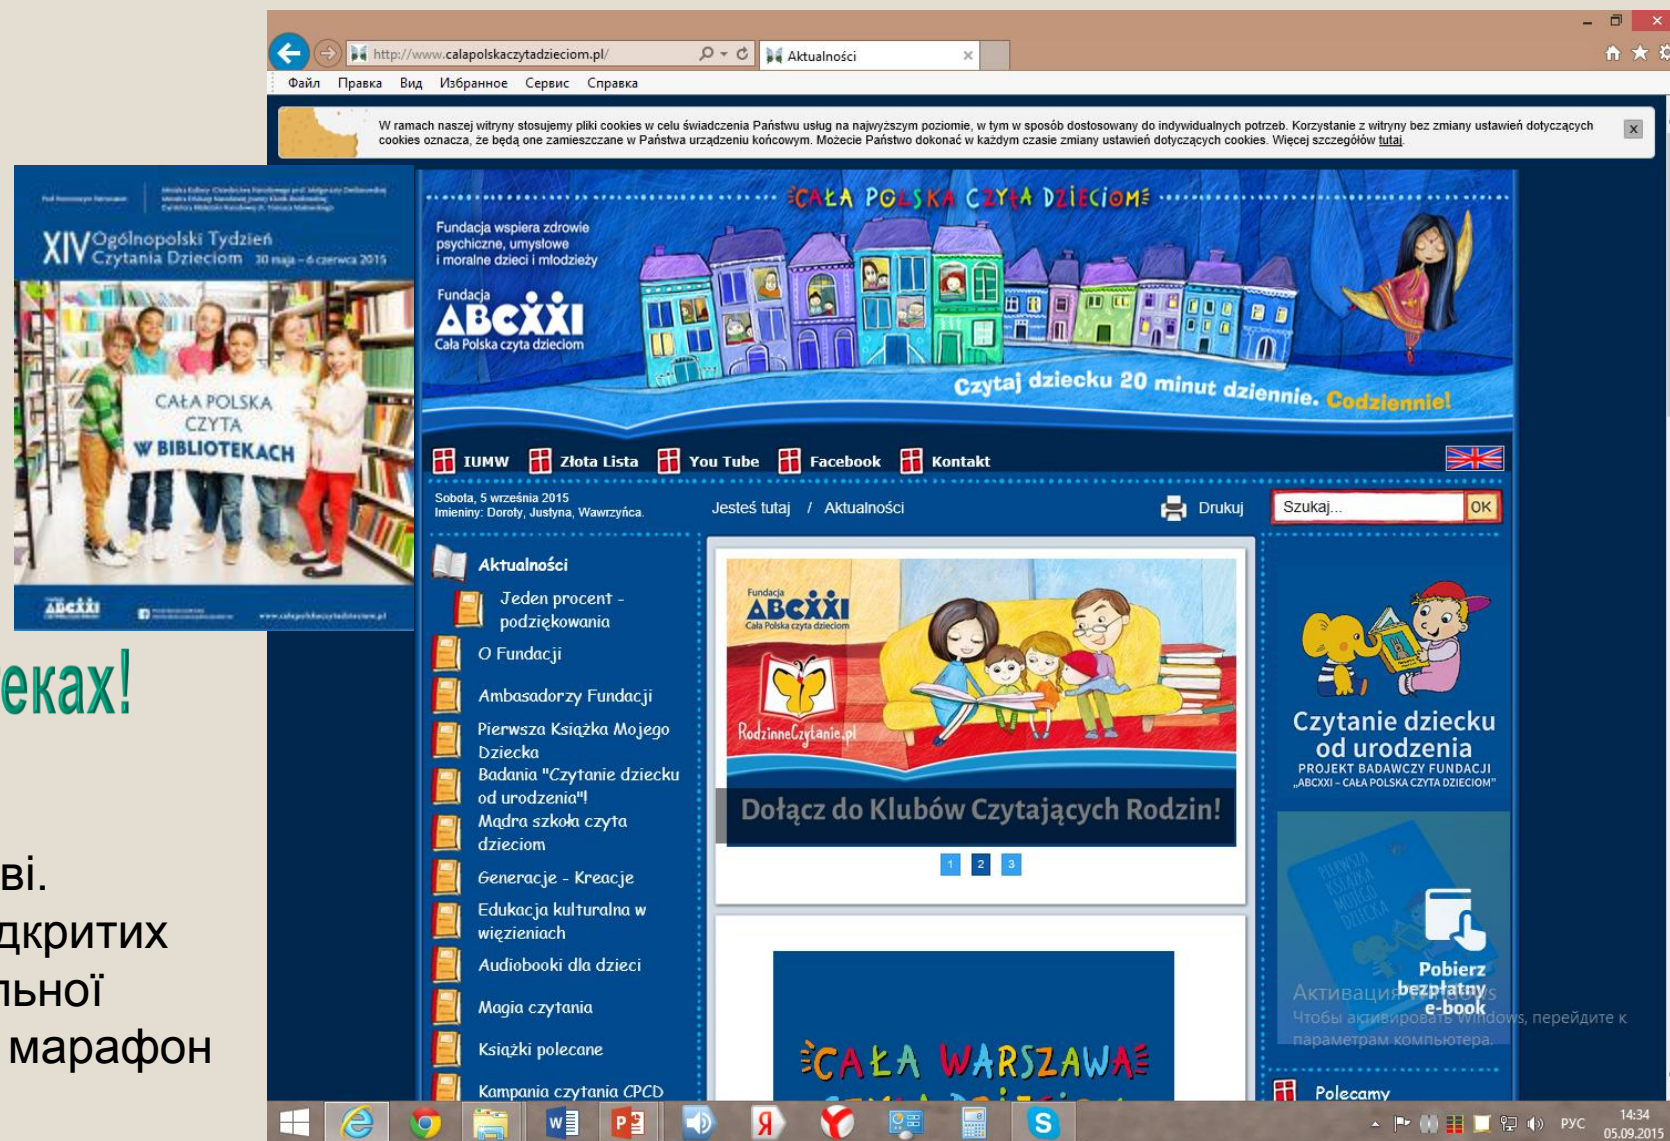 http://www.calapolskaczytadzieciom.pl/
Aktualności
Файл Правка Вид Избранное Сервис Справка
W ramach naszej witryny stosujemy pliki cookies w celu świadczenia Państwu usług na najwyższym poziomie, w tym w sposób dostosowany do indywidualnych potrzeb. Korzystanie z witryny bez zmiany ustawień dotyczących
cookies oznacza, że będą one zamieszczane w Państwa urządzeniu końcowym. Możecie Państwo dokonać w każdym czasie zmiany ustawień dotyczących cookies. Więcej szczegółów tutaj.
X
XIV Ogólnopolski Tydzień
Czytania Dzieciom 30 maja – 6 czerwca 2015
CAŁA POLSKA
CZYTA
W BIBLIOTEKACH
ABCXXI
www.calapolskaczytadzieciom.pl
еках!
ві.
дкритих
льної
марафон
CAŁA POLSKA CZYTA DZIECIOM
Fundacja wspiera zdrowie
psychiczne, umysłowe
i moralne dzieci i młodzieży
Fundacja
ABCXXI
Cała Polska czyta dzieciom
Czytaj dziecku 20 minut dziennie. Codziennie!
IUMW Złota Lista You Tube Facebook Kontakt
Sobota, 5 września 2015
Imieniny: Doroty, Justyna, Wawrzyńca.
Jesteś tutaj / Aktualności
Drukuj
Szukaj...
OK
Aktualności
Jeden procent -
podziękowania
O Fundacji
Ambasadorzy Fundacji
Pierwsza Książka Mojego
Dziecka
Badania "Czytanie dziecku
od urodzenia"!
Mądra szkoła czyta
dzieciom
Generacje - Kreacje
Edukacja kulturalna w
więzieniach
Audiobooki dla dzieci
Magia czytania
Książki polecane
Kampania czytania CPCD
Fundacja
ABCXXI
Cała Polska czyta dzieciom
RodzinneCzytanie.pl
Dołącz do Klubów Czytających Rodzin!
1 2 3
CAŁA WARSZAWA
CZYTA DZIECIOM
Czytanie dziecku
od urodzenia
PROJEKT BADAWCZY FUNDACJI
„ABCXXI – CAŁA POLSKA CZYTA DZIECIOM”
PIERWSZA
KSIĄŻKA
MOJEGO
DZIECKA
Pobierz
bezpłatny
e-book
Активация Windows
Чтобы активировать Windows, перейдите к
параметрам компьютера.
Polecamy
РУС
14:34
05.09.2015